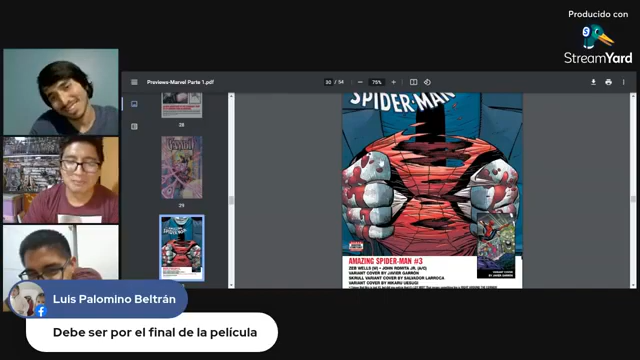 Producido con
StreamYard
Previews-Marvel Parte 1.pdf
30 / 54
75%
28
29
SPIDER-MAN
AMAZING SPIDER-MAN #3
ZEB WELLS (W) • JOHN ROMITA JR. (A/C)
VARIANT COVER BY JAVIER GARRÓN
SKRULL VARIANT COVER BY SALVADOR LARROCA
VARIANT COVER BY MIKAHU UESUGI
Luis Palomino Beltrán
Debe ser por el final de la película